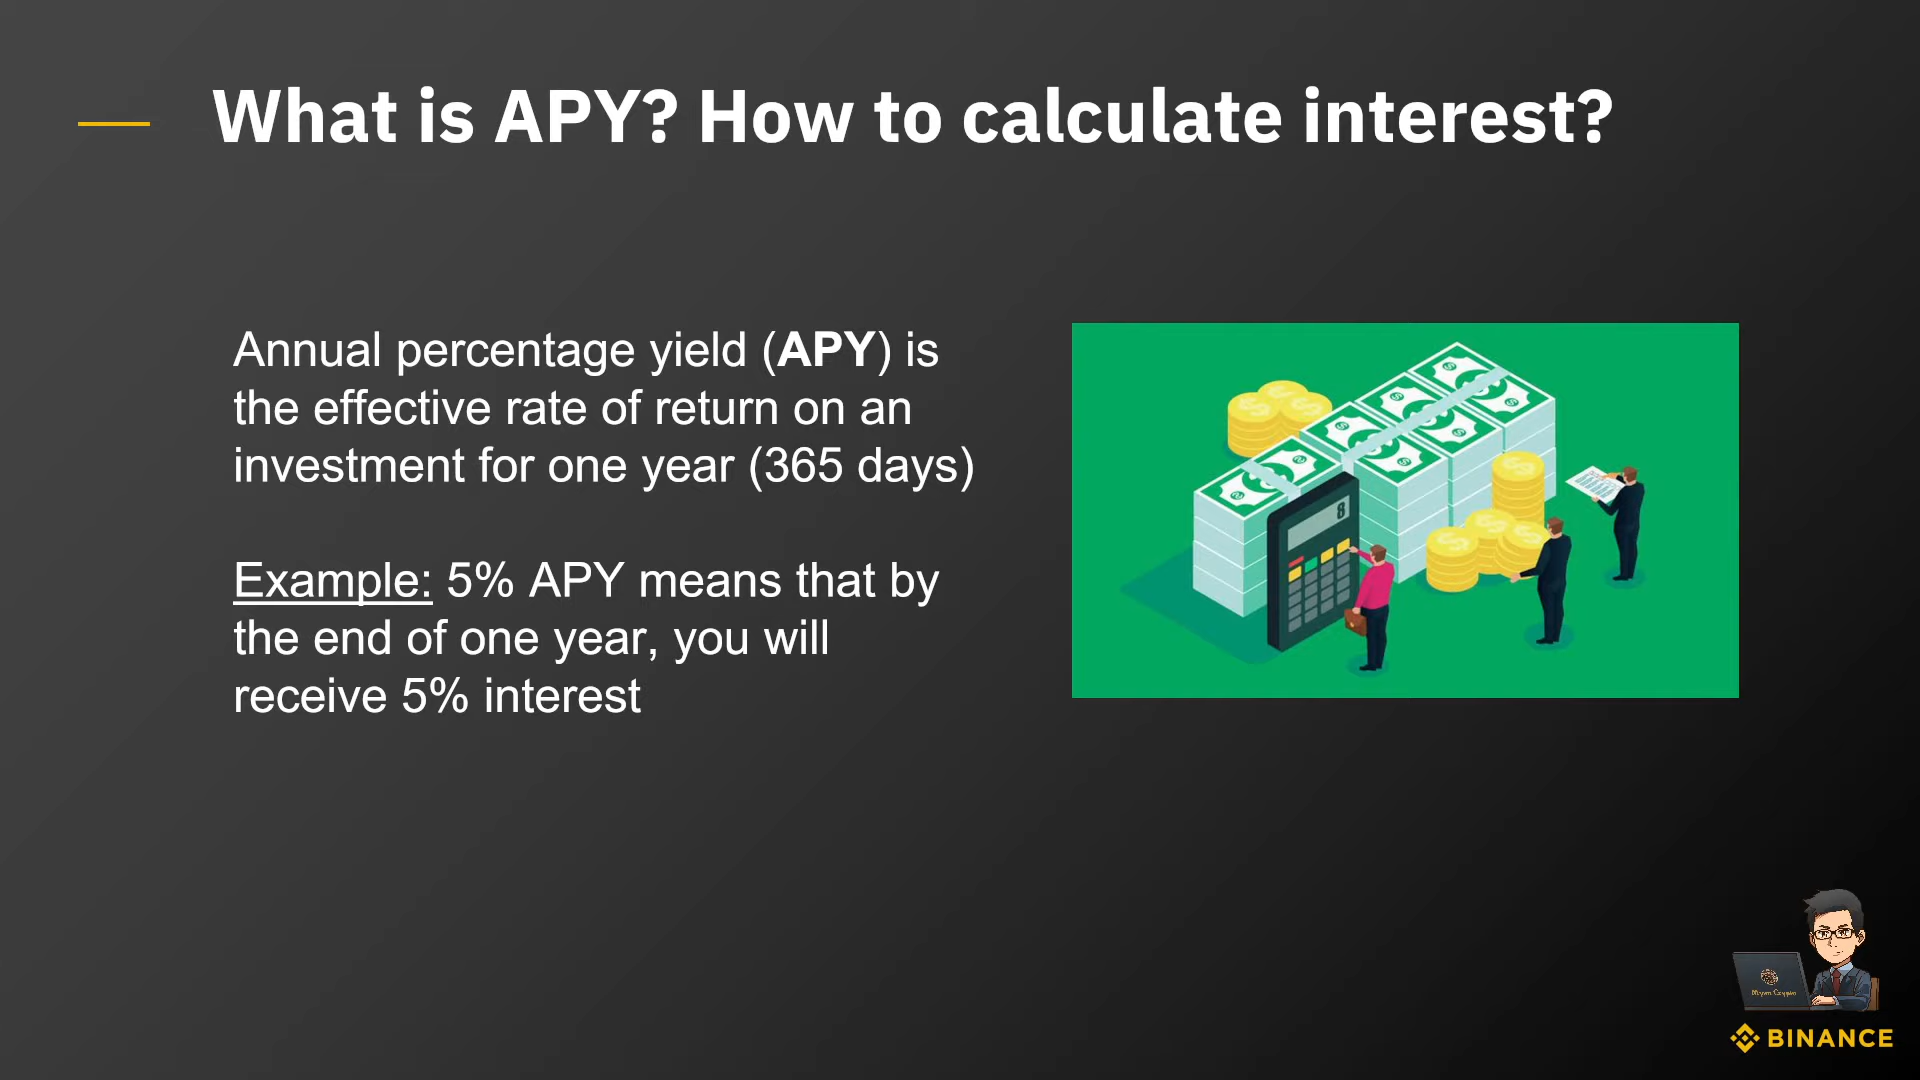 What is APY? How to calculate interest?
Annual percentage yield (APY) is
the effective rate of return on an
investment for one year (365 days)
Example: 5% APY means that by
the end of one year, you will
receive 5% interest
8
BINANCE